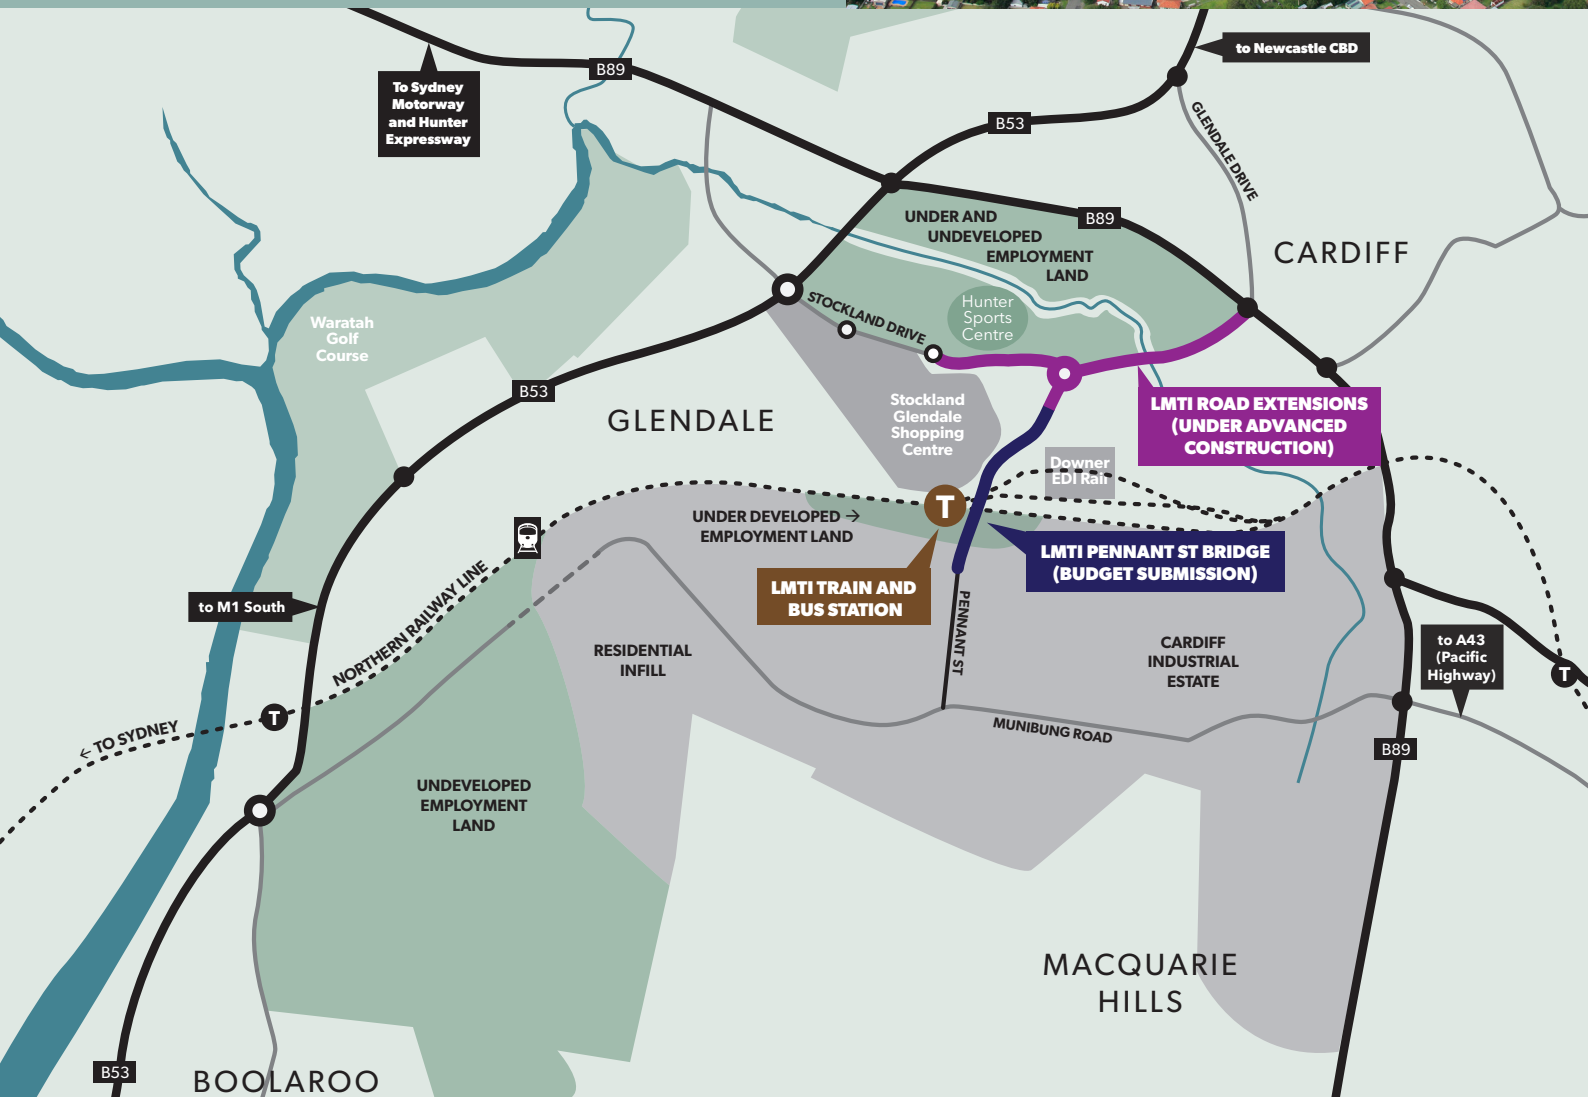 to Newcastle CBD
B89
To Sydney
Motorway
and Hunter
Expressway
B53
GLENDALE DRIVE
UNDER AND
UNDEVELOPED
EMPLOYMENT
LAND
B89
CARDIFF
Waratah
Golf
Course
STOCKLAND DRIVE
Hunter
Sports
Centre
B53
GLENDALE
Stockland
Glendale
Shopping
Centre
LMTI ROAD EXTENSIONS
(UNDER ADVANCED
CONSTRUCTION)
Downer
EDI Rail
T
UNDER DEVELOPED →
EMPLOYMENT LAND
LMTI PENNANT ST BRIDGE
(BUDGET SUBMISSION)
LMTI TRAIN AND
BUS STATION
to M1 South
NORTHERN RAILWAY LINE
PENNANT ST
RESIDENTIAL
INFILL
CARDIFF
INDUSTRIAL
ESTATE
to A43
(Pacific
Highway)
T
T
← TO SYDNEY
MUNIBUNG ROAD
B89
UNDEVELOPED
EMPLOYMENT
LAND
MACQUARIE
HILLS
B53
BOOLAROO